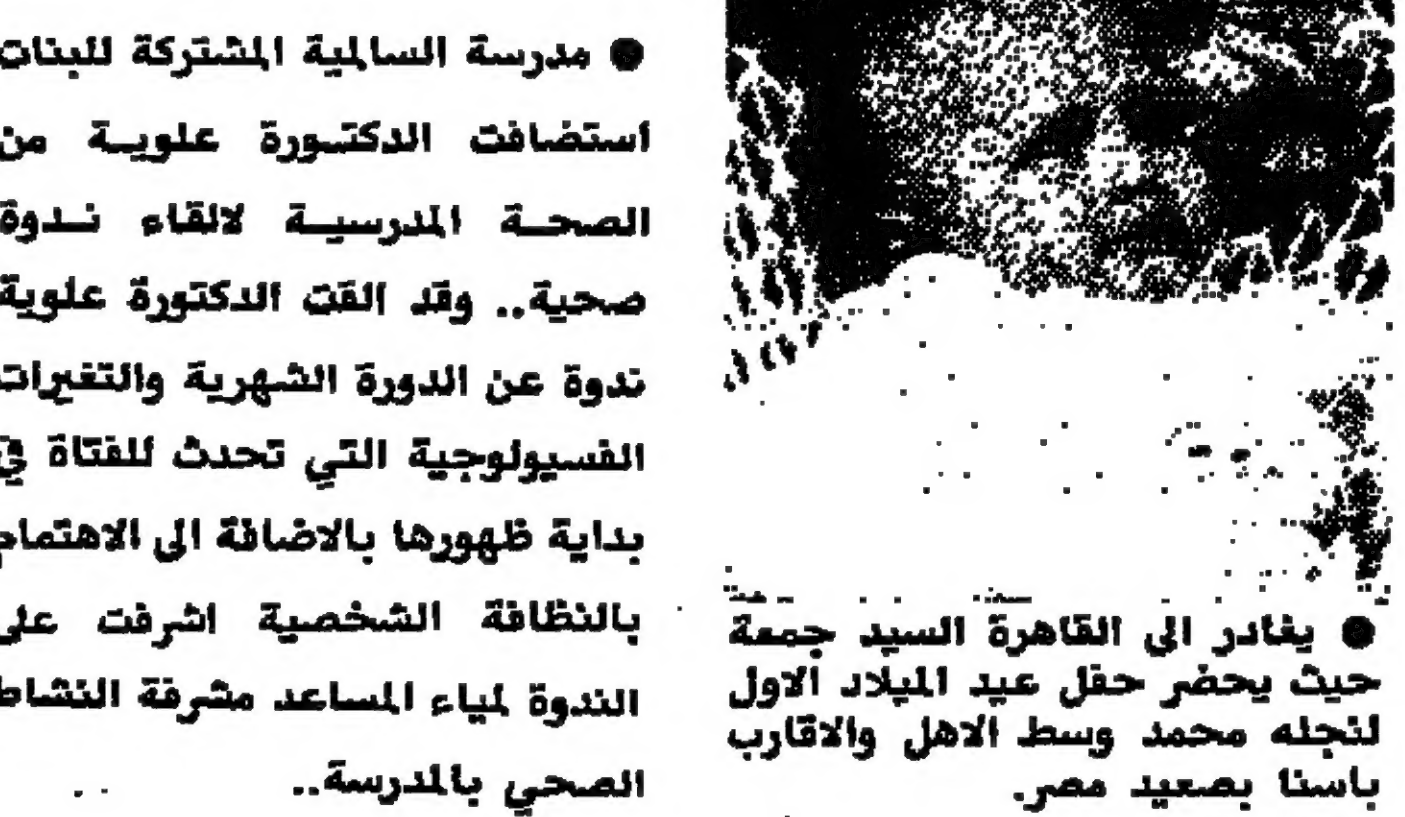 ● يغادر الى القاهرة السيد جمعة
حيث يحضر حفل عيد الميلاد الاول
لنجله محمد وسط الاهل والاقارب
باسنا بصعيد مصر.
● مدرسة السالمية المشتركة للبنات
استضافت الدكتورة علوية من
الصحة المدرسية لالقاء ندوة
صحية.. وقد القت الدكتورة علوية
ندوة عن الدورة الشهرية والتغيرات
الفسيولوجية التي تحدث للفتاة في
بداية ظهورها بالاضافة الى الاهتمام
بالنظافة الشخصية اشرفت على
الندوة لمياء المساعد مشرفة النشاط
الصحي بالمدرسة..